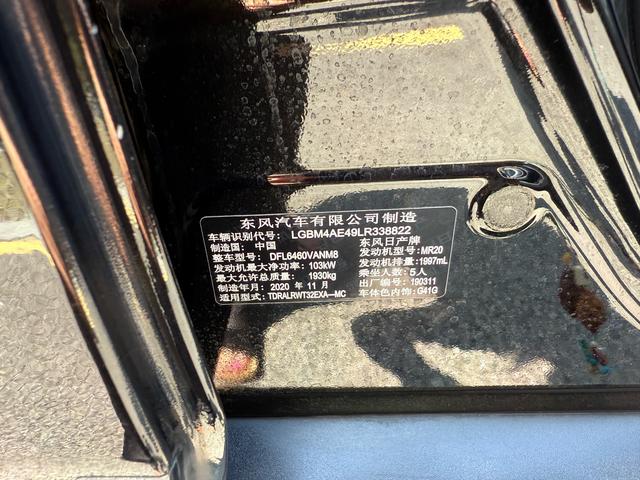 东风汽车有限公司制造
车辆识别代号： LGBM4AE49LR338822
制造国： 中国 东风日产牌
整车型号： DFL6460VANM8 发动机型号：MR20
发动机最大净功率：103kW 发动机排量：1997mL
最大允许总质量： 1930kg 乘坐人数：5人
制造年月： 2020 年 11 月 出厂编号：190311
适用型式：TDRALRWT32EXA—MC 车体色内饰：G41G